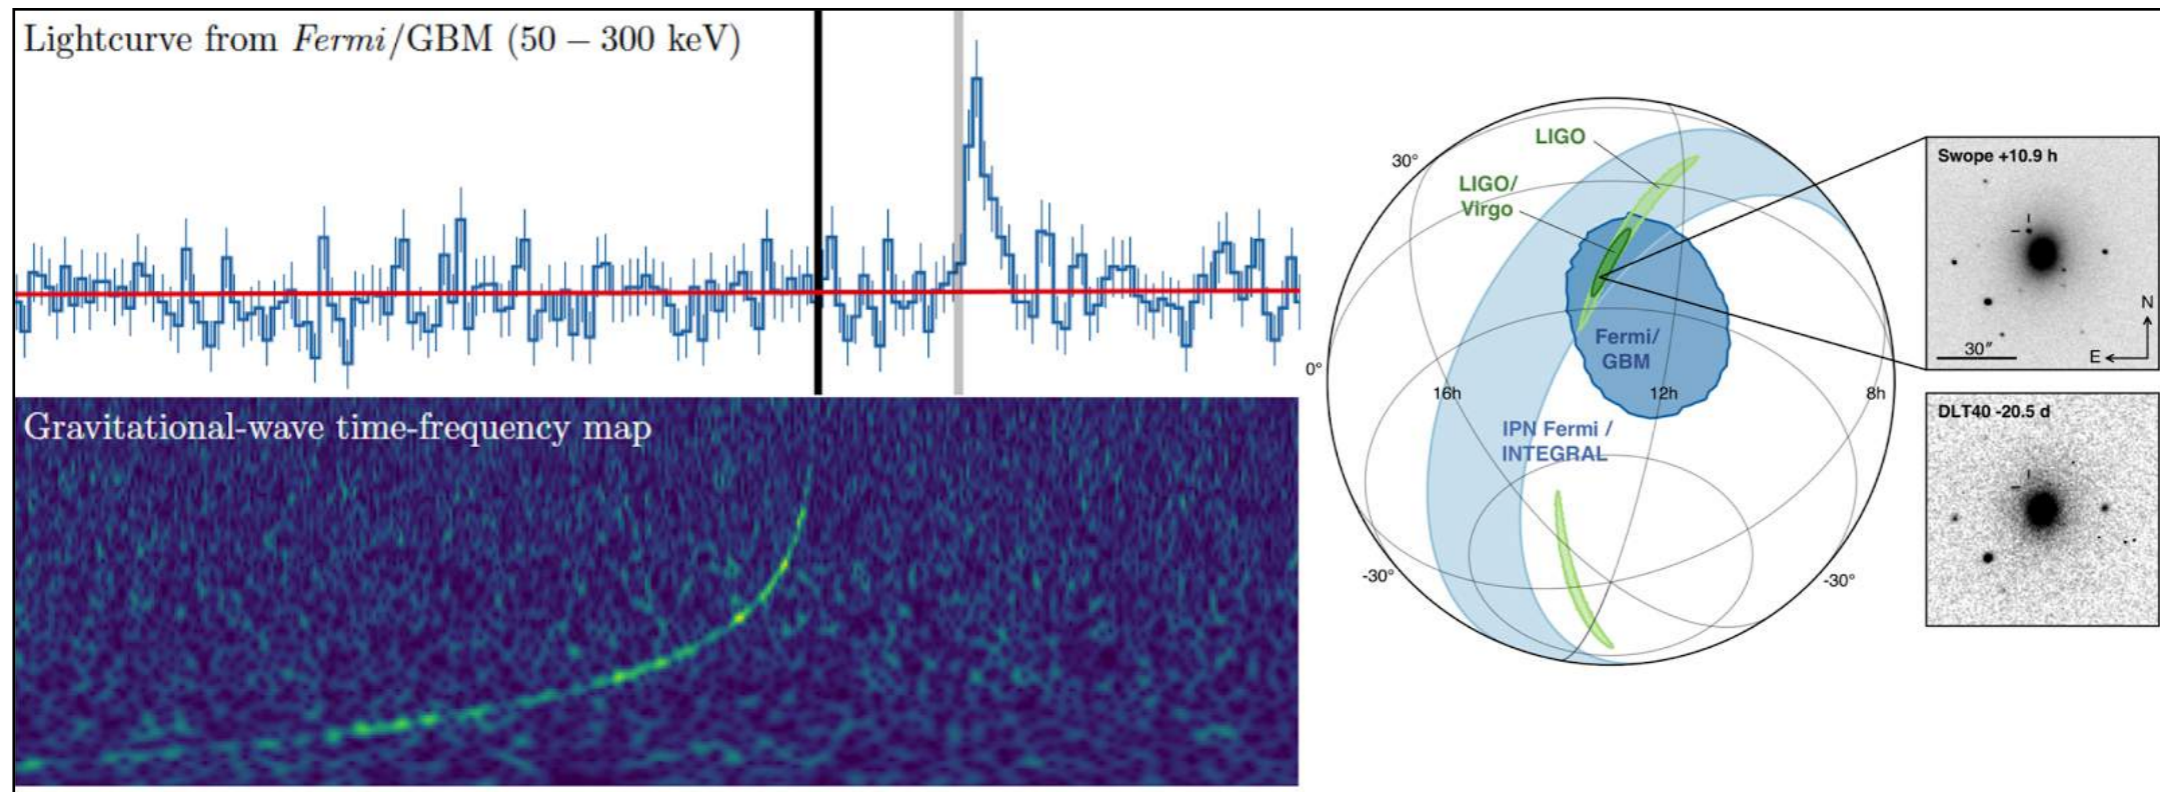 Lightcurve from Fermi/GBM (50 – 300 keV)
Gravitational-wave time-frequency map
LIGO
LIGO/
Virgo
Fermi/
GBM
IPN Fermi /
INTEGRAL
30°
0°
-30°
-30°
16h
12h
8h
Swope +10.9 h
N
E
30"
DLT40 -20.5 d